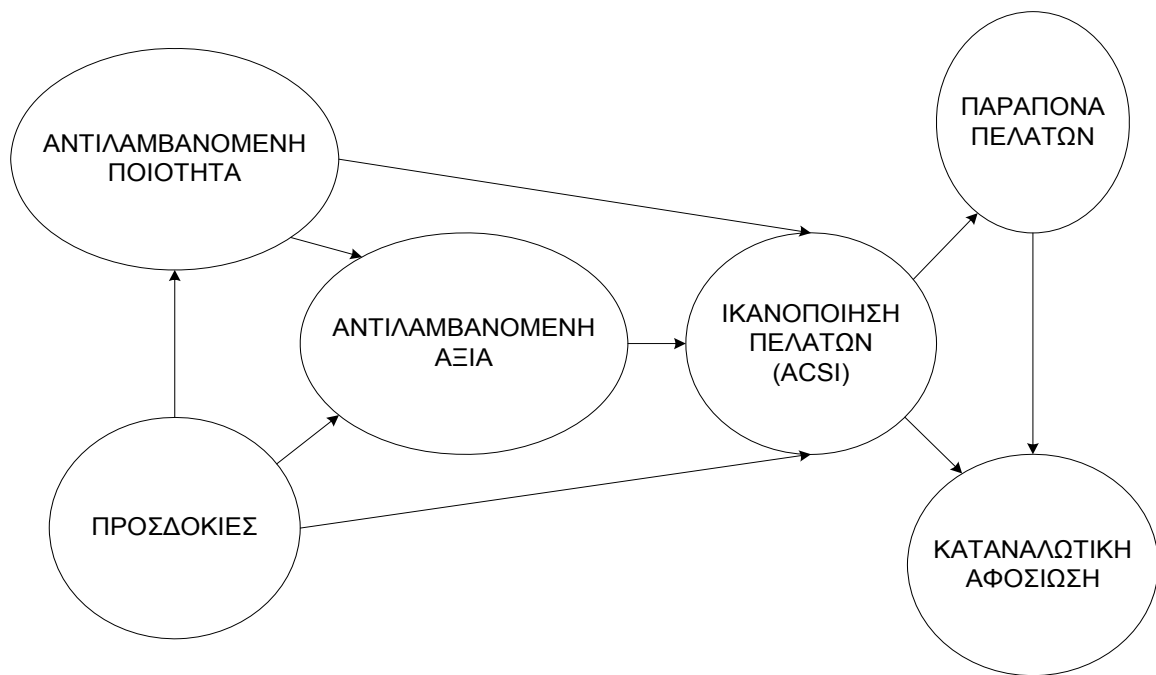 ΑΝΤΙΛΑΜΒΑΝΟΜΕΝΗ
ΠΟΙΟΤΗΤΑ
ΠΑΡΑΠΟΝΑ
ΠΕΛΑΤΩΝ
ΑΝΤΙΛΑΜΒΑΝΟΜΕΝΗ
ΑΞΙΑ
ΙΚΑΝΟΠΟΙΗΣΗ
ΠΕΛΑΤΩΝ
(ACSI)
ΠΡΟΣΔΟΚΙΕΣ
ΚΑΤΑΝΑΛΩΤΙΚΗ
ΑΦΟΣΙΩΣΗ